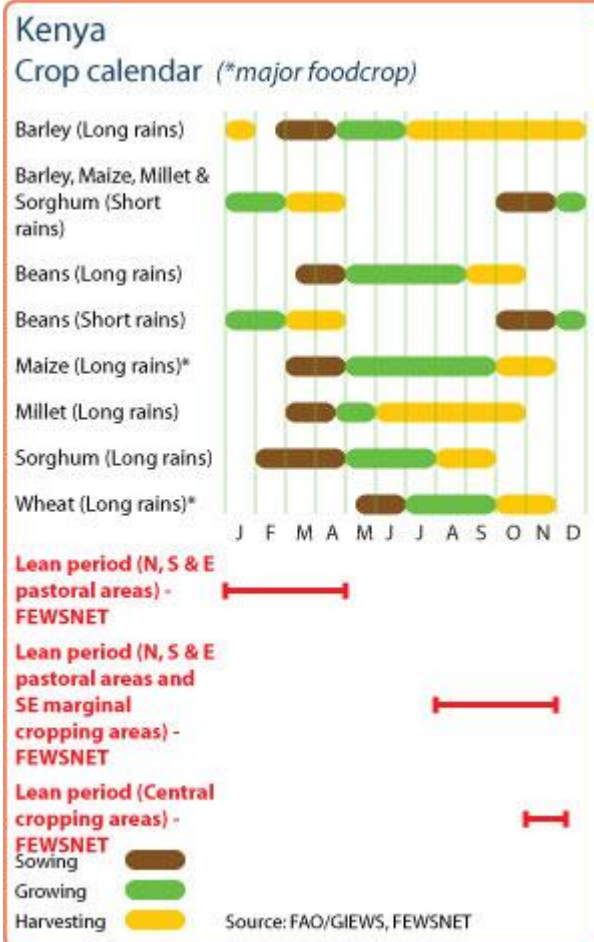 Kenya
Crop calendar (*major foodcrop)
Barley (Long rains)
Barley, Maize, Millet &
Sorghum (Short
rains)
Beans (Long rains)
Beans (Short rains)
Maize (Long rains)*
Millet (Long rains)
Sorghum (Long rains)
Wheat (Long rains)*
J F M A M J J A S O N D
Lean period (N, S & E
pastoral areas) -
FEWSNET
Lean period (N, S & E
pastoral areas and
SE marginal
cropping areas) -
FEWSNET
Lean period (Central
cropping areas) -
FEWSNET
Sowing
Growing
Harvesting
Source: FAO/GIEWS, FEWSNET